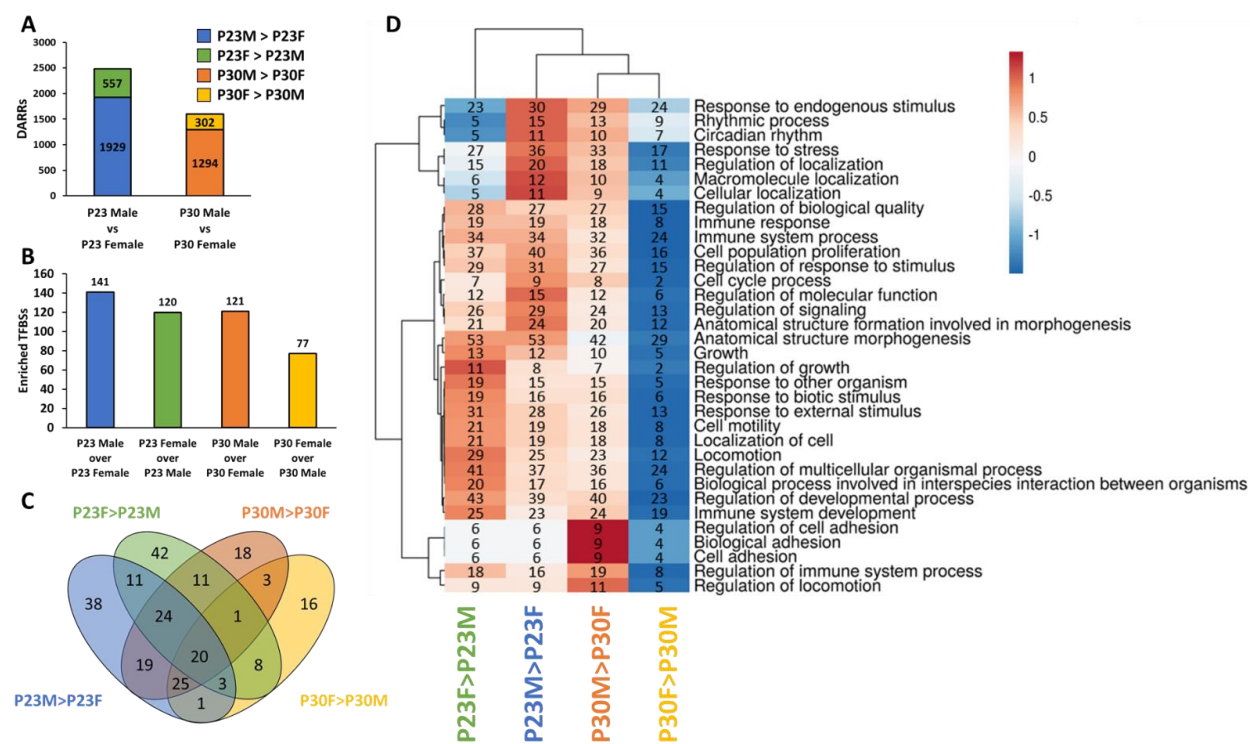 A
P23M > P23F
P23F > P23M
P30M > P30F
P30F > P30M
DARRs
3000
2500
2000
1500
1000
500
0
557
1929
302
1294
P23 Male
vs
P23 Female
P30 Male
vs
P30 Female
B
Enriched TFBSs
160
140
120
100
80
60
40
20
0
141
120
121
77
P23 Male
over
P23 Female
P23 Female
over
P23 Male
P30 Male
over
P30 Female
P30 Female
over
P30 Male
C
P23F>P23M
P30M>P30F
42
18
11
11
3
38
24
1
16
19
20
8
25
3
1
P23M>P23F
P30F>P30M
D
23 30 29 24 Response to endogenous stimulus
5 15 13 9 Rhythmic process
5 11 10 7 Circadian rhythm
27 36 33 17 Response to stress
15 20 18 11 Regulation of localization
6 12 10 4 Macromolecule localization
5 11 9 4 Cellular localization
28 27 27 15 Regulation of biological quality
19 19 18 8 Immune response
34 34 32 24 Immune system process
37 40 36 16 Cell population proliferation
29 31 27 15 Regulation of response to stimulus
7 9 8 2 Cell cycle process
12 15 12 6 Regulation of molecular function
26 29 24 13 Regulation of signaling
21 24 20 12 Anatomical structure formation involved in morphogenesis
53 53 42 29 Anatomical structure morphogenesis
13 12 10 5 Growth
11 8 7 2 Regulation of growth
19 15 15 5 Response to other organism
19 16 16 6 Response to biotic stimulus
31 28 26 13 Response to external stimulus
21 19 18 8 Cell motility
21 19 18 8 Localization of cell
29 25 23 12 Locomotion
41 37 36 24 Regulation of multicellular organismal process
20 17 16 6 Biological process involved in interspecies interaction between organisms
43 39 40 23 Regulation of developmental process
25 23 24 19 Immune system development
6 6 9 4 Regulation of cell adhesion
6 6 9 4 Biological adhesion
6 6 9 4 Cell adhesion
18 16 19 8 Regulation of immune system process
9 9 11 5 Regulation of locomotion
P23F>P23M
P23M>P23F
P30M>P30F
P30F>P30M
1
0.5
0
-0.5
-1